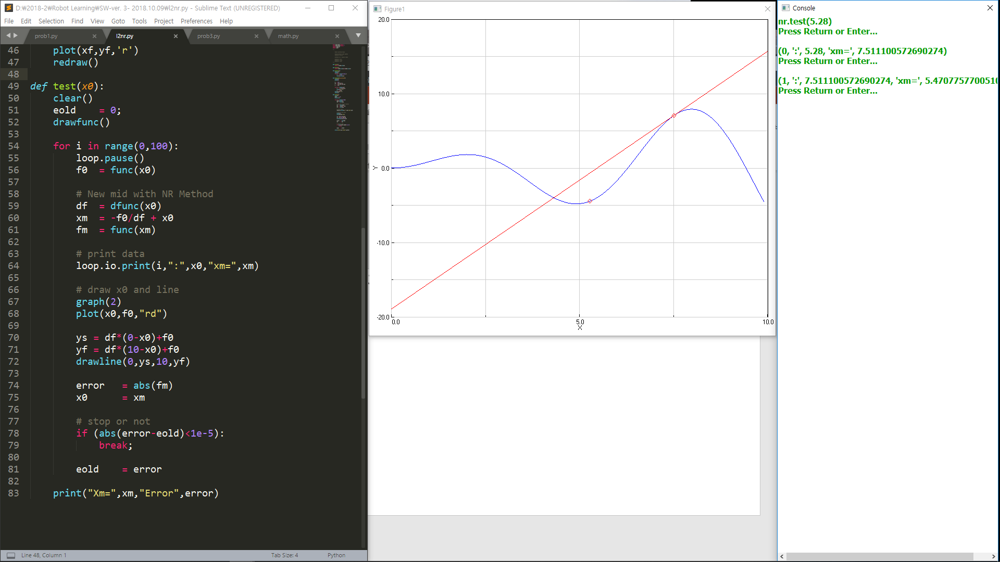 D:₩2018-2₩Robot Learning₩SW-ver. 3- 2018.10.09₩l2nr.py - Sublime Text (UNREGISTERED)
File Edit Selection Find View Goto Tools Project Preferences Help
prob1.py l2nr.py prob3.py math.py
46 plot(xf,yf,'r')
47 redraw()
48
49 def test(x0):
50 clear()
51 eold = 0;
52 drawfunc()
53
54 for i in range(0,100):
55 loop.pause()
56 f0 = func(x0)
57
58 # New mid with NR Method
59 df = dfunc(x0)
60 xm = -f0/df + x0
61 fm = func(xm)
62
63 # print data
64 loop.io.print(i,":",x0,"xm=",xm)
65
66 # draw x0 and line
67 graph(2)
68 plot(x0,f0,"rd")
69
70 ys = df*(0-x0)+f0
71 yf = df*(10-x0)+f0
72 drawline(0,ys,10,yf)
73
74 error = abs(fm)
75 x0 = xm
76
77 # stop or not
78 if (abs(error-eold)<1e-5):
79 break;
80
81 eold = error
82
83 print("Xm=",xm,"Error",error)
Line 48, Column 1 Tab Size: 4 Python
Figure1
20.0
10.0
Y 0.0
-10.0
-20.0
0.0 5.0 10.0
X
Console
nr.test(5.28)
Press Return or Enter...
(0, ':', 5.28, 'xm=', 7.511100572690274)
Press Return or Enter...
(1, ':', 7.511100572690274, 'xm=', 5.4707757700510
Press Return or Enter...